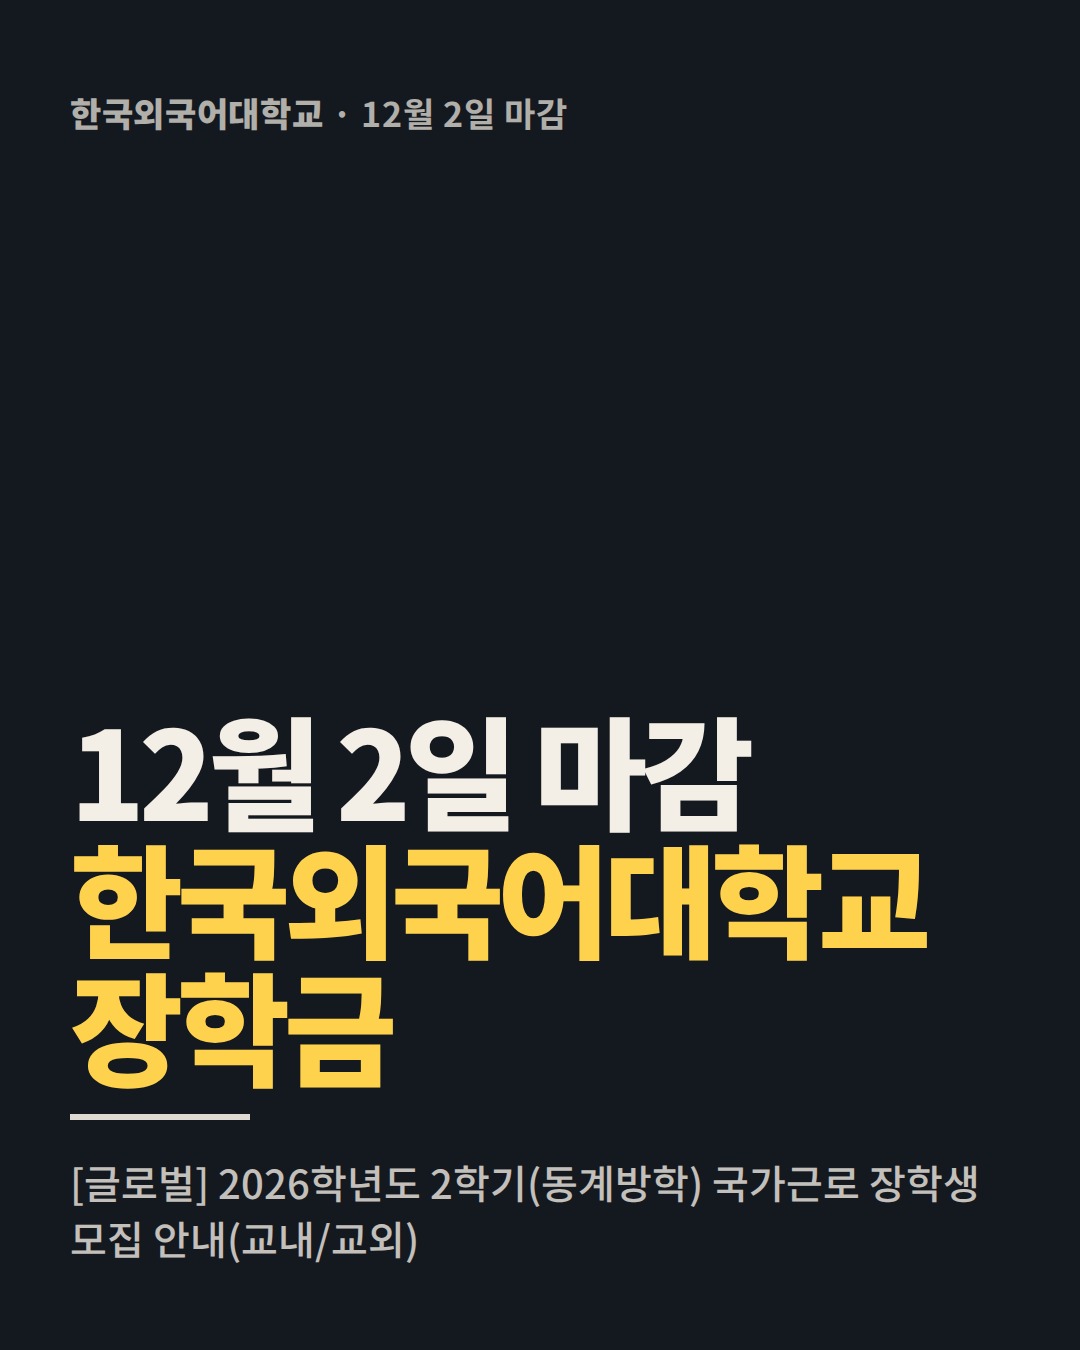 한국외국어대학교 · 12월 2일 마감
12월 2일 마감
한국외국어대학교
장학금
[글로벌] 2026학년도 2학기(동계방학) 국가근로 장학생
모집 안내(교내/교외)